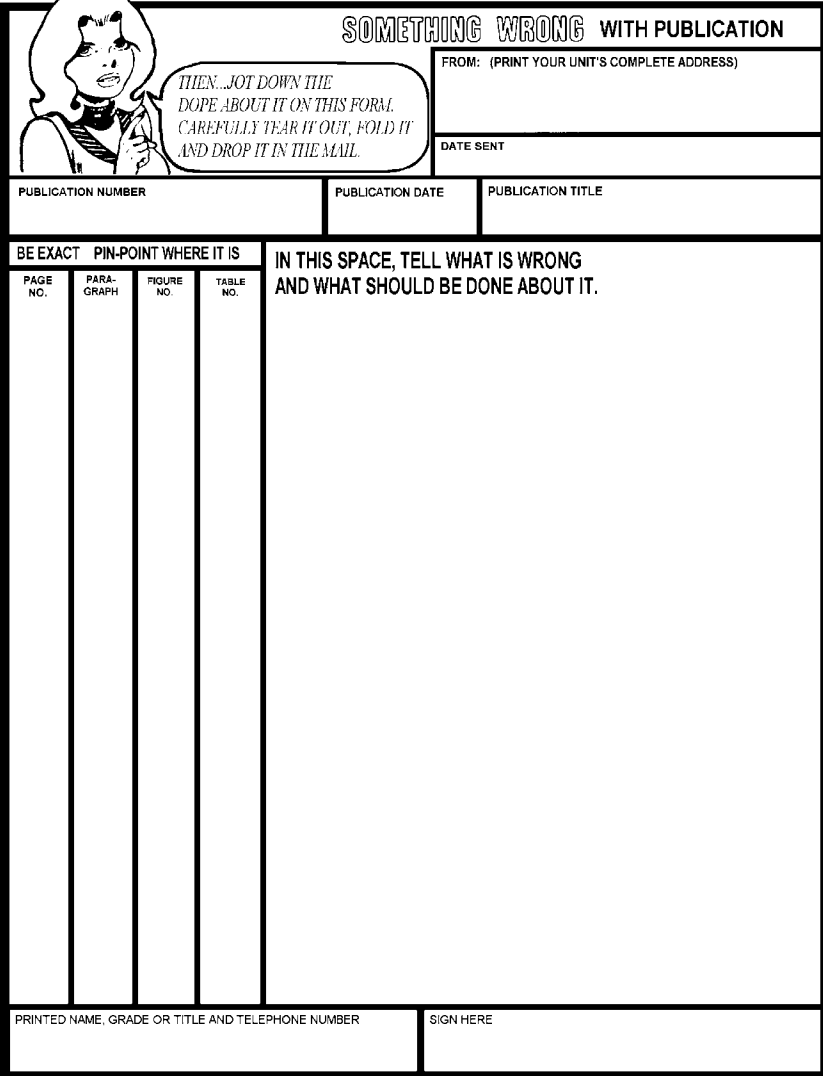 SOMETHING WRONG WITH PUBLICATION
THEN...JOT DOWN THE
DOPE ABOUT IT ON THIS FORM.
CAREFULLY TEAR IT OUT, FOLD IT
AND DROP IT IN THE MAIL.
FROM: (PRINT YOUR UNIT'S COMPLETE ADDRESS)
DATE SENT
PUBLICATION NUMBER
PUBLICATION DATE
PUBLICATION TITLE
BE EXACT PIN-POINT WHERE IT IS
PAGE
NO.
PARA-
GRAPH
FIGURE
NO.
TABLE
NO.
IN THIS SPACE, TELL WHAT IS WRONG
AND WHAT SHOULD BE DONE ABOUT IT.
PRINTED NAME, GRADE OR TITLE AND TELEPHONE NUMBER
SIGN HERE